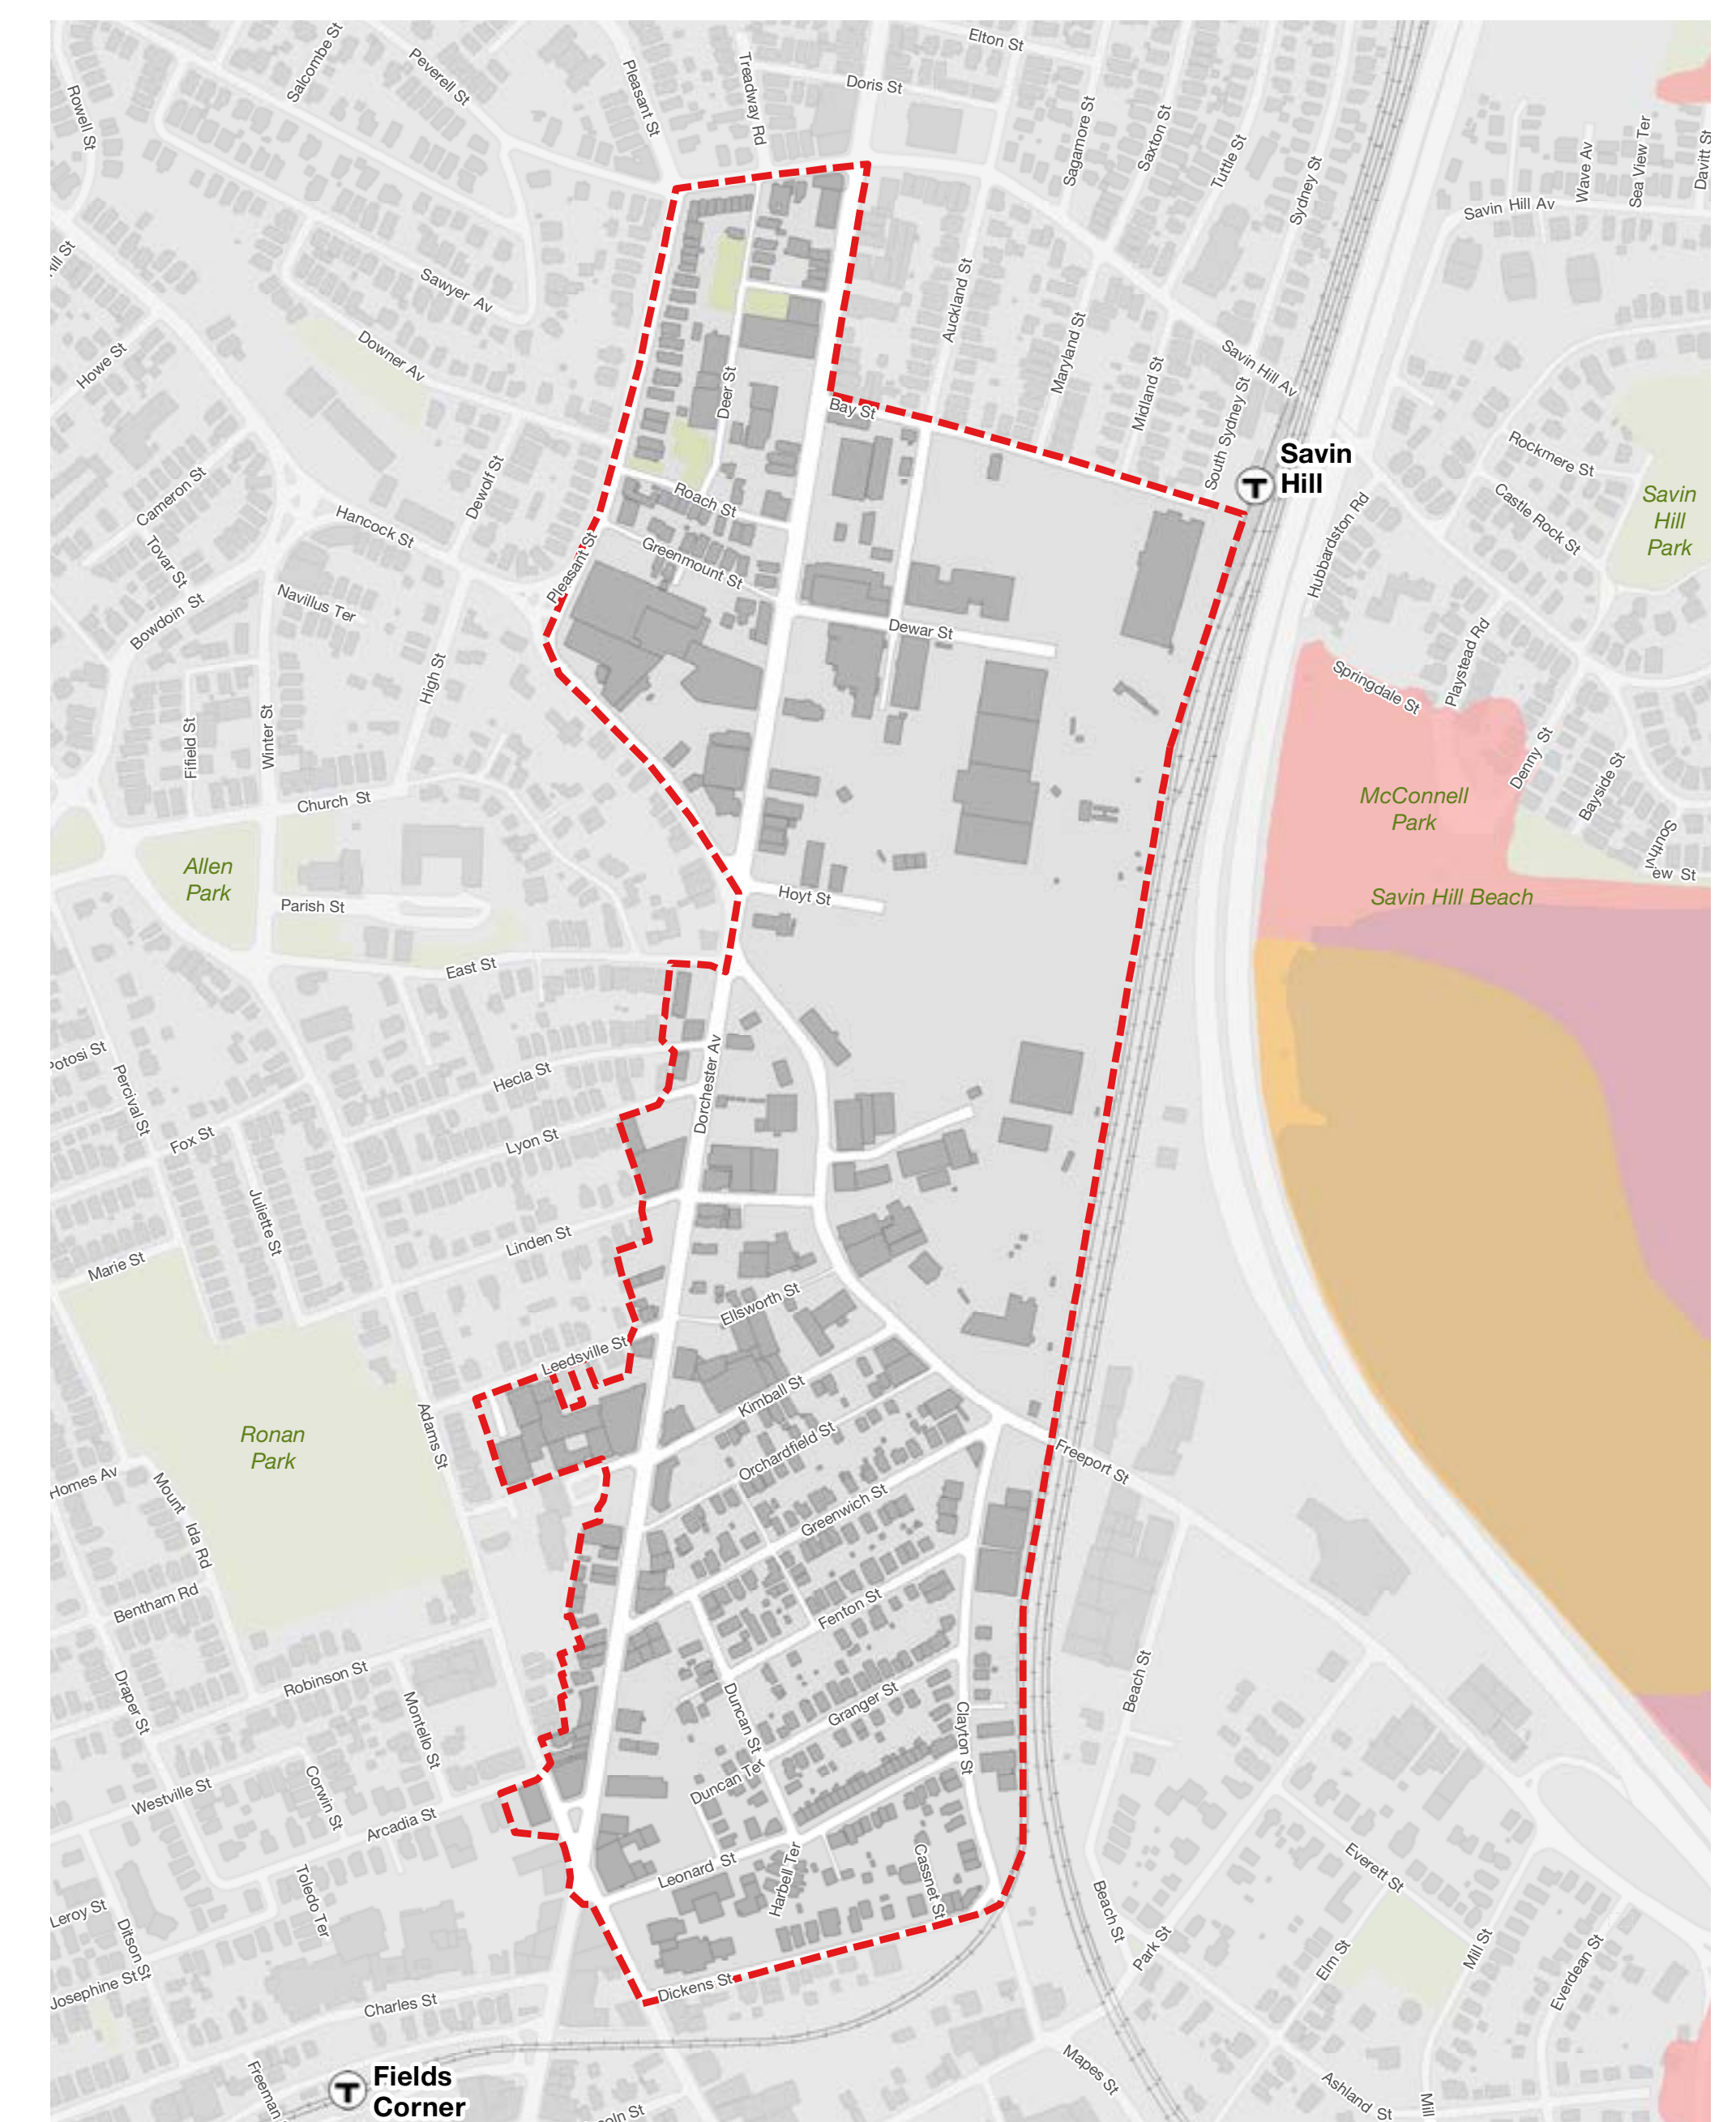 Elton St
Salcombe St
Peverell St
Pleasant St
Treadway Rd
Doris St
Rowell St
Sagamore St
Saxton St
Tuttle St
Sydney St
Wave Av
Sea View Ter
Davitt St
Savin Hill Av
Sawyer Av
Auckland St
Downer Av
Howe St
Maryland St
Midland St
Savin Hill Av
South Sydney St
Deer St
Bay St
Savin
Hill
Rockmere St
Castle Rock St
Savin
Hill
Park
Cameron St
Dewolf St
Hancock St
Roach St
Hubbardston Rd
Tovar St
Greenmount St
Pleasant St
Navillus Ter
Bowdoin St
Dewar St
Playstead Rd
Springdale St
High St
Fifield St
Winter St
Denny St
Bayside St
McConnell
Park
Church St
Allen
Park
Hoyt St
Savin Hill Beach
ew St
Parish St
East St
Potosi St
Percival St
Hecla St
Dorchester Av
Fox St
Lyon St
Juliette St
Linden St
Marie St
Ellsworth St
Leedsville St
Kimball St
Adams St
Ronan
Park
Orchardfield St
Freeport St
Homes Av
Mount Ida Rd
Greenwich St
Bentham Rd
Fenton St
Robinson St
Draper St
Montello St
Duncan St
Granger St
Clayton St
Beach St
Duncan Ter
Westville St
Corwin St
Arcadia St
Leonard St
Harbell Ter
Cassnet St
Everett St
Toledo Ter
Leroy St
Ditson St
Beach St
Park St
Elm St
Mill St
Everdean St
Josephine St
Dickens St
Charles St
Freeman
Fields
Corner
Mapes St
Ashland St
Mill